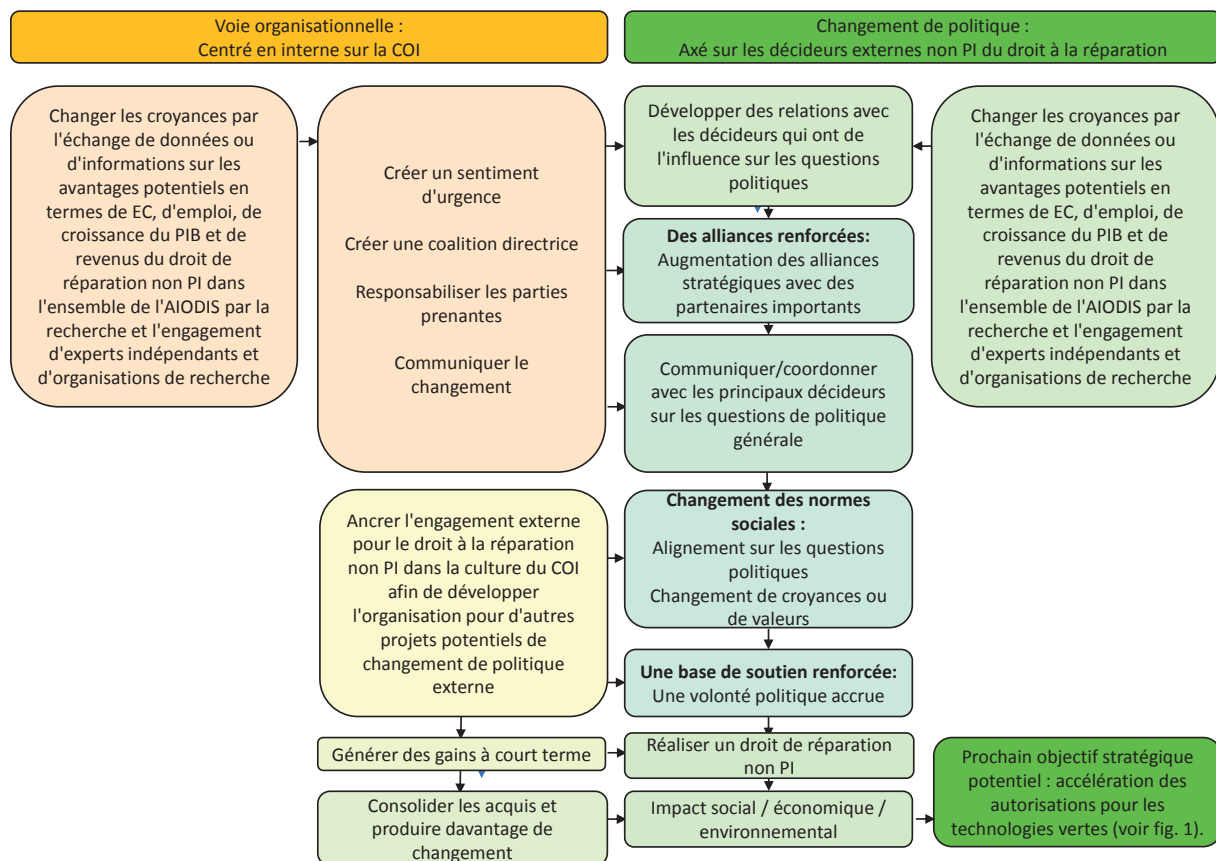 Voie organisationnelle :
Centré en interne sur la COI
Changement de politique :
Axé sur les décideurs externes non PI du droit à la réparation
Changer les croyances par
l'échange de données ou
d'informations sur les
avantages potentiels en
termes de EC, d'emploi, de
croissance du PIB et de
revenus du droit de
réparation non PI dans
l'ensemble de l'AIODIS par la
recherche et l'engagement
d'experts indépendants et
d'organisations de recherche
Créer un sentiment
d'urgence
Créer une coalition directrice
Responsabiliser les parties
prenantes
Communiquer le
changement
Développer des relations avec
les décideurs qui ont de
l'influence sur les questions
politiques
Des alliances renforcées:
Augmentation des alliances
stratégiques avec des
partenaires importants
Communiquer/coordonner
avec les principaux décideurs
sur les questions de politique
générale
Changer les croyances par
l'échange de données ou
d'informations sur les
avantages potentiels en
termes de EC, d'emploi, de
croissance du PIB et de
revenus du droit de
réparation non PI dans
l'ensemble de l'AIODIS par la
recherche et l'engagement
d'experts indépendants et
d'organisations de recherche
Ancrer l'engagement externe
pour le droit à la réparation
non PI dans la culture du COI
afin de développer
l'organisation pour d'autres
projets potentiels de
changement de politique
externe
Changement des normes
sociales :
Alignement sur les questions
politiques
Changement de croyances ou
de valeurs
Une base de soutien renforcée:
Une volonté politique accrue
Générer des gains à court terme
Réaliser un droit de réparation
non PI
Consolider les acquis et
produire davantage de
changement
Impact social / économique /
environnemental
Prochain objectif stratégique
potentiel : accélération des
autorisations pour les
technologies vertes (voir fig. 1).